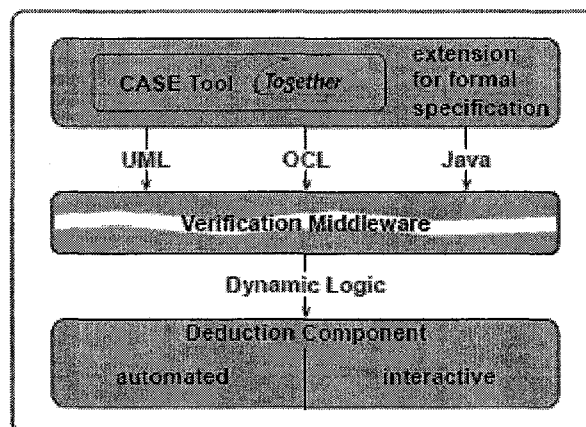 CASE Tool Together
extension
for formal
specification
UML OCL Java
Verification Middleware
Dynamic Logic
Deduction Component
automated interactive